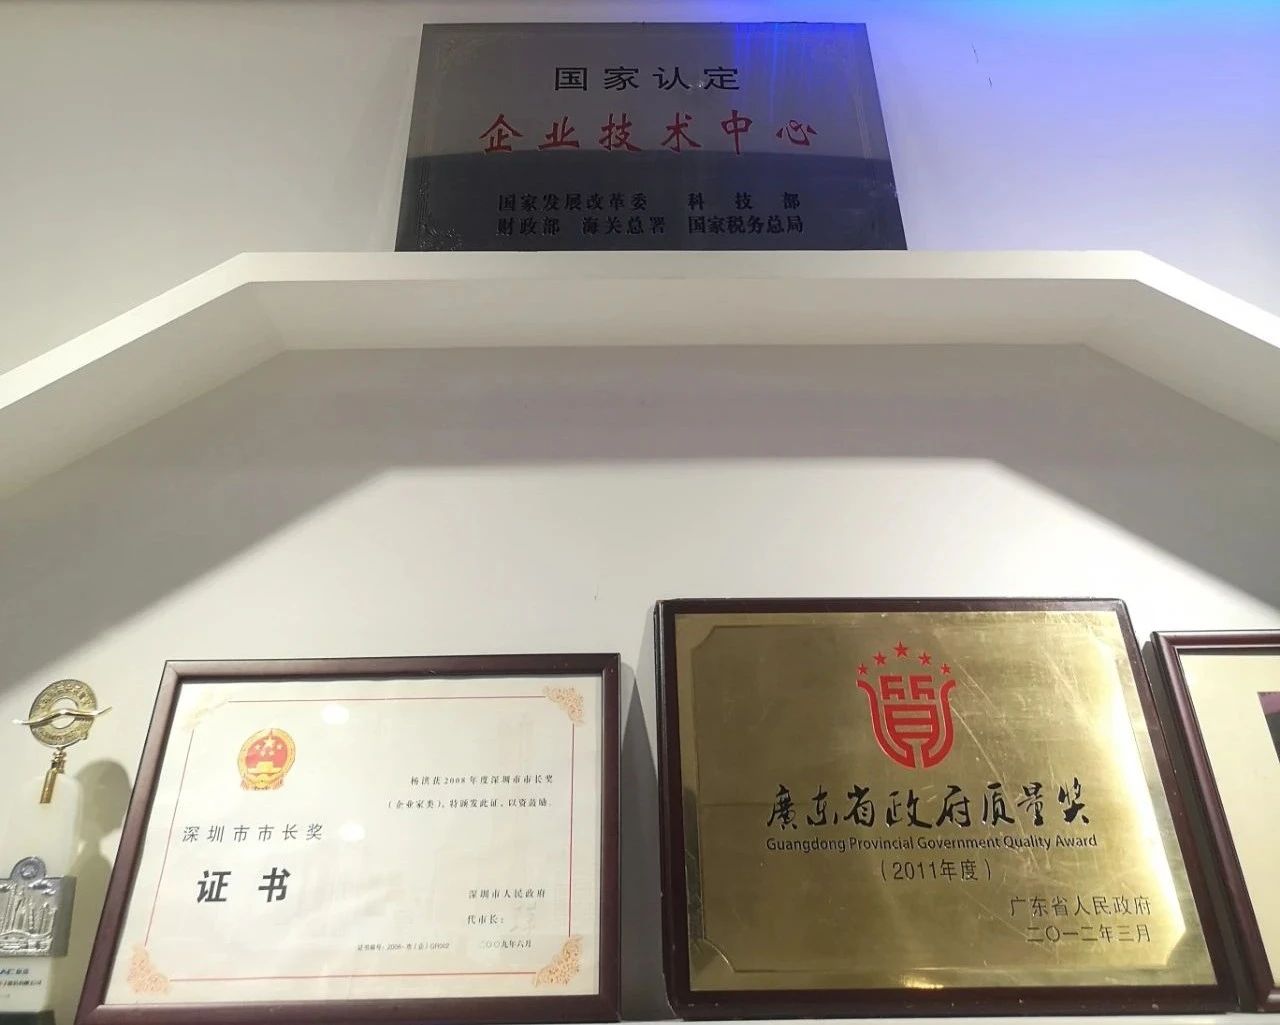 国家认定
企业技术中心
国家发展改革委 科技部
财政部 海关总署 国家税务总局
杨洪获2008年度深圳市市长奖
（企业家类），特颁发此证，以资鼓励。
深圳市市长奖
证书
深圳市人民政府
代市长：
二〇〇九年六月
廣东省政府质量奖
Guangdong Provincial Government Quality Award
（2011年度）
广东省人民政府
二〇一二年三月